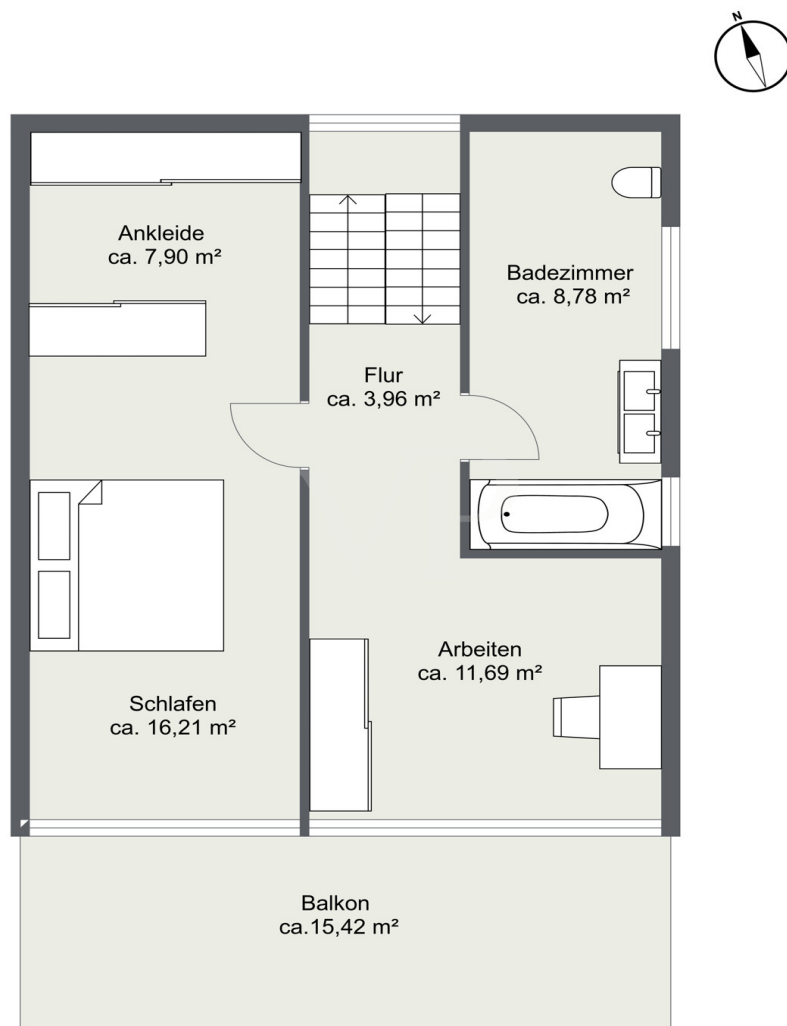 N
Ankleide
ca. 7,90 m²
Badezimmer
ca. 8,78 m²
Flur
ca. 3,96 m²
Arbeiten
ca. 11,69 m²
Schlafen
ca. 16,21 m²
Balkon
ca.15,42 m²